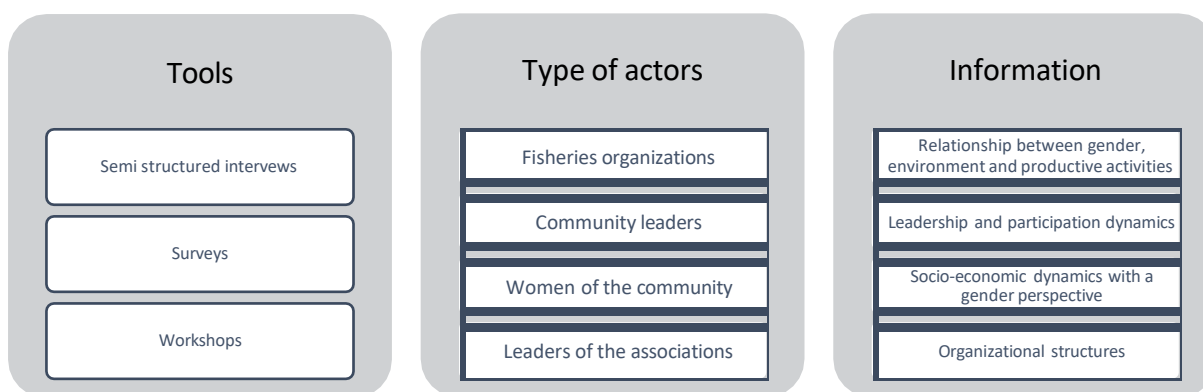 Tools
Semi structured intervews
Surveys
Workshops
Type of actors
Fisheries organizations
Community leaders
Women of the community
Leaders of the associations
Information
Relationship between gender,
environment and productive activities
Leadership and participation dynamics
Socio-economic dynamics with a
gender perspective
Organizational structures